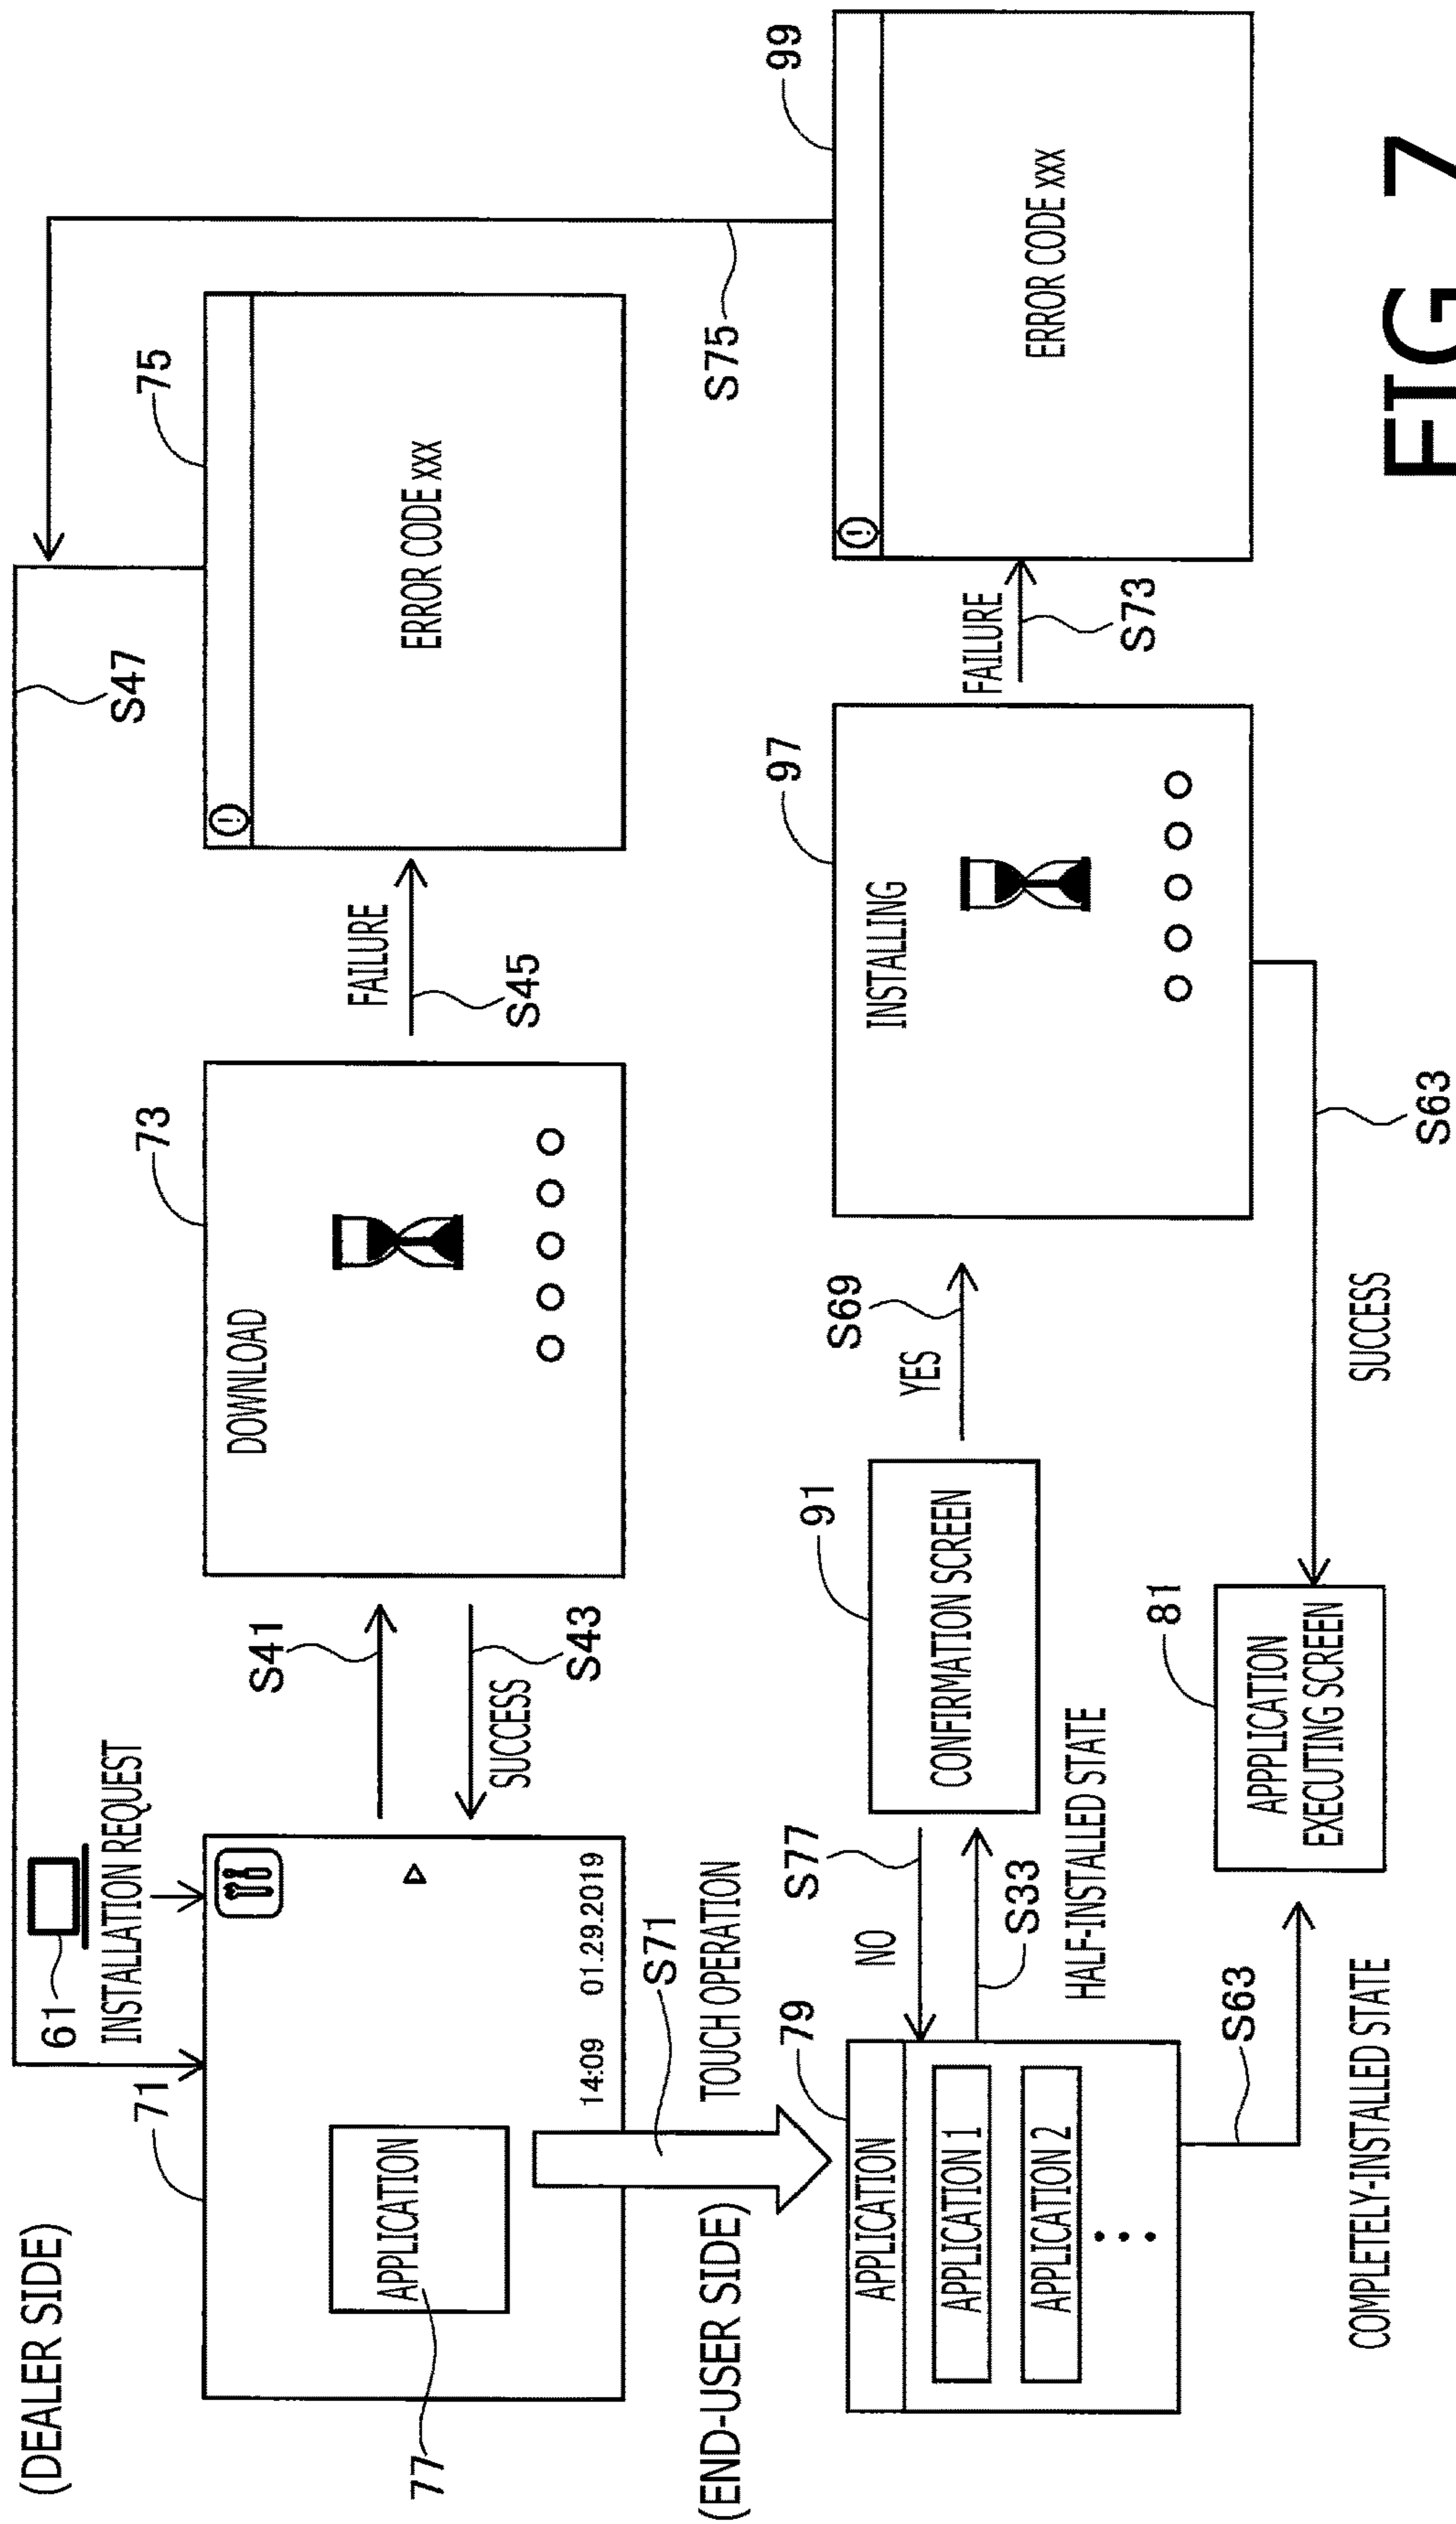 (DEALER SIDE)
61
INSTALLATION REQUEST
S47
71
73
75
APPLICATION
77
14:09 01.29.2019
S41
S43
SUCCESS
DOWNLOAD
FAILURE
S45
ERROR CODE XXX
S75
(END-USER SIDE)
S71
TOUCH OPERATION
79
APPLICATION
APPLICATION 1
APPLICATION 2
NO
S77
S33
HALF-INSTALLED STATE
91
CONFIRMATION SCREEN
YES
S69
97
INSTALLING
FAILURE
S73
99
ERROR CODE XXX
S63
COMPLETELY-INSTALLED STATE
81
APPPLICATION
EXECUTING SCREEN
SUCCESS
S63
FIG. 7